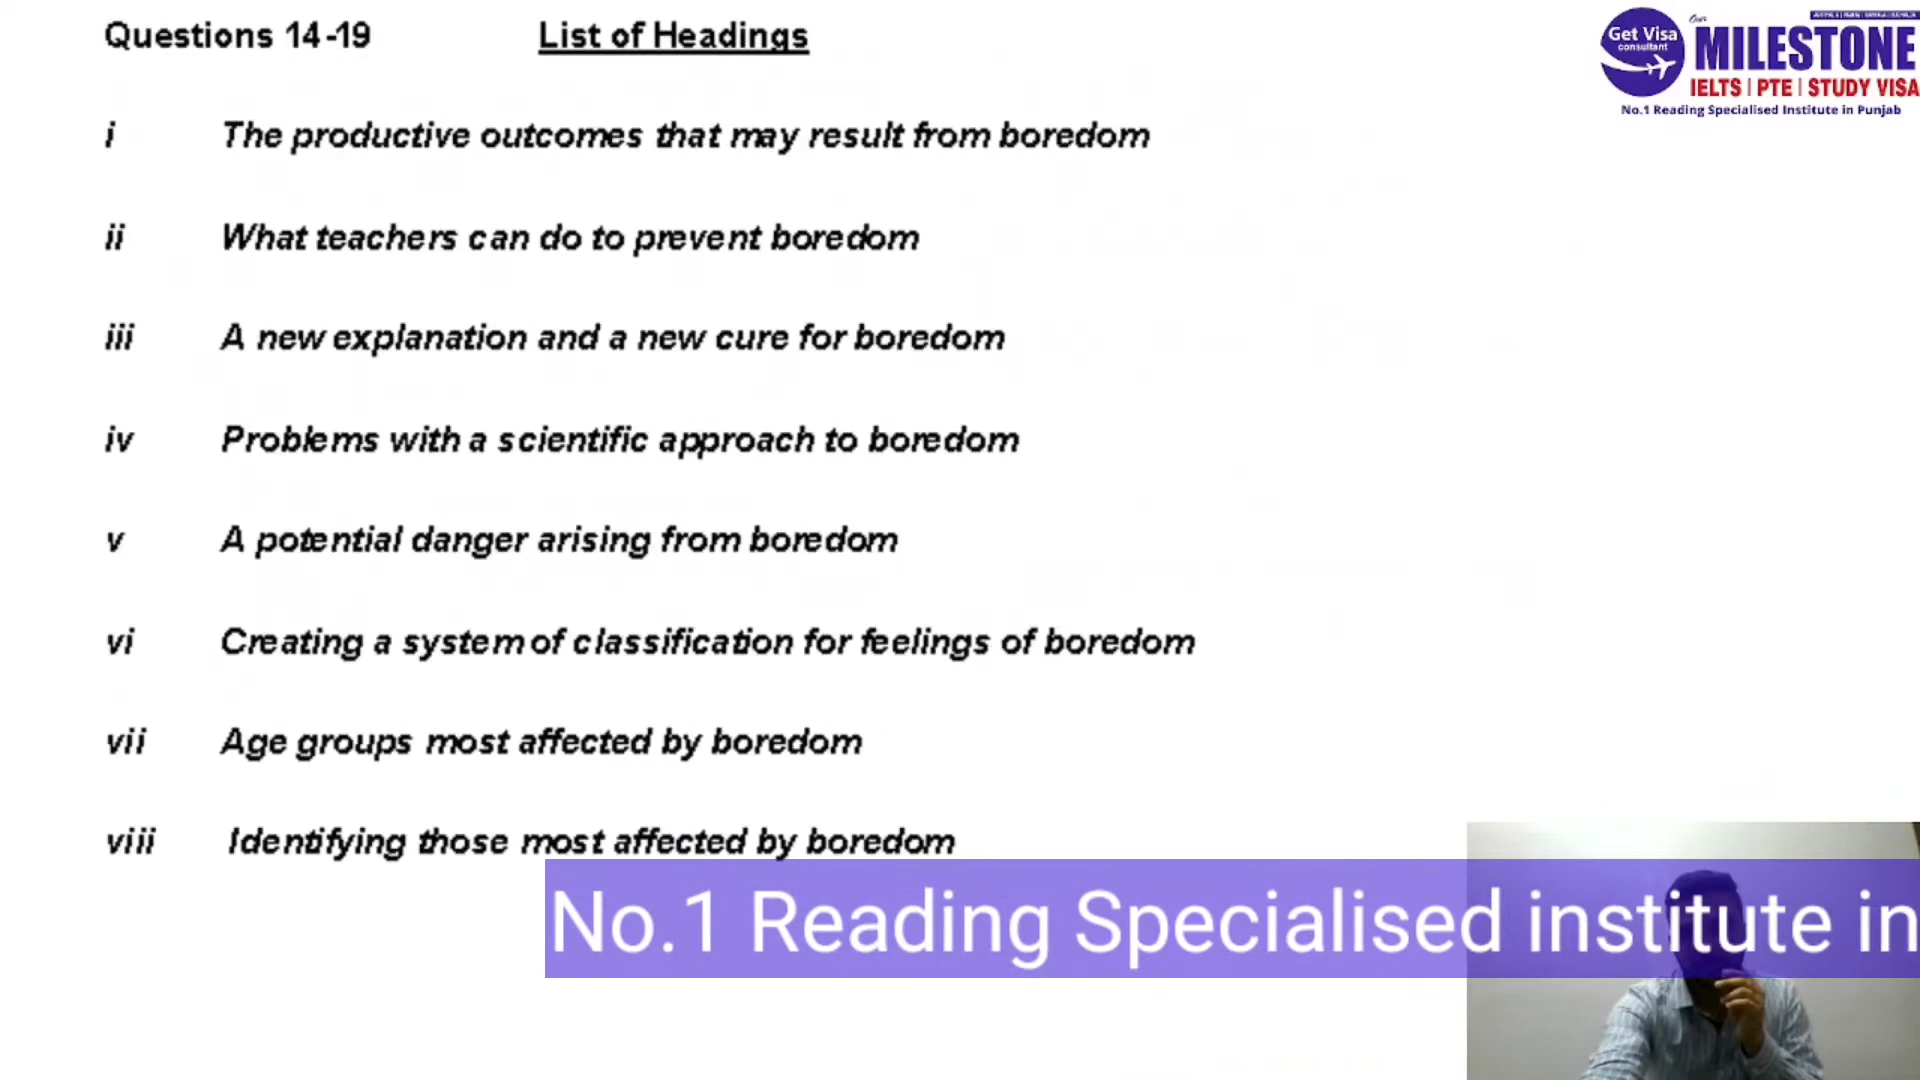 Questions 14-19 List of Headings
i The productive outcomes that may result from boredom
ii What teachers can do to prevent boredom
iii A new explanation and a new cure for boredom
iv Problems with a scientific approach to boredom
v A potential danger arising from boredom
vi Creating a system of classification for feelings of boredom
vii Age groups most affected by boredom
viii Identifying those most affected by boredom
Get Visa
consultant
Our
MILESTONE
IELTS | PTE | STUDY VISA
No.1 Reading Specialised Institute in Punjab
No.1 Reading Specialised institute in